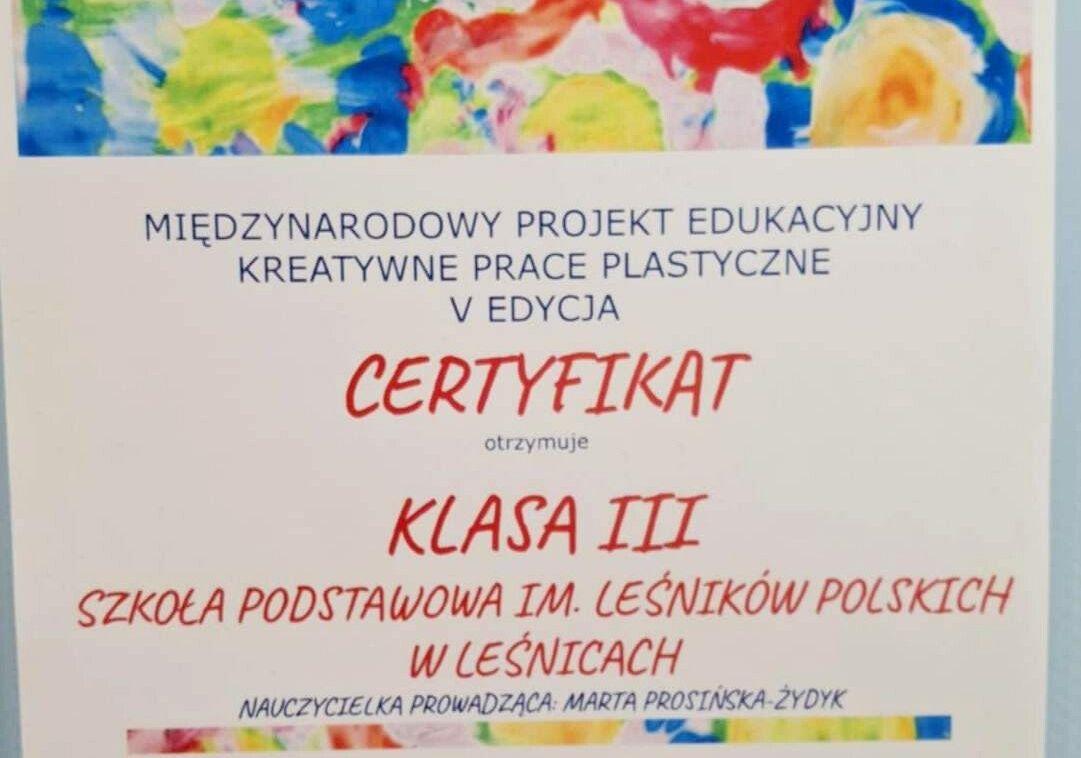 MIĘDZYNARODOWY PROJEKT EDUKACYJNY
KREATYWNE PRACE PLASTYCZNE
V EDYCJA
CERTYFIKAT
otrzymuje
KLASA III
SZKOŁA PODSTAWOWA IM. LEŚNIKÓW POLSKICH
W LEŚNICACH
NAUCZYCIELKA PROWADZĄCA: MARTA PROSIŃSKA-ŻYDYK